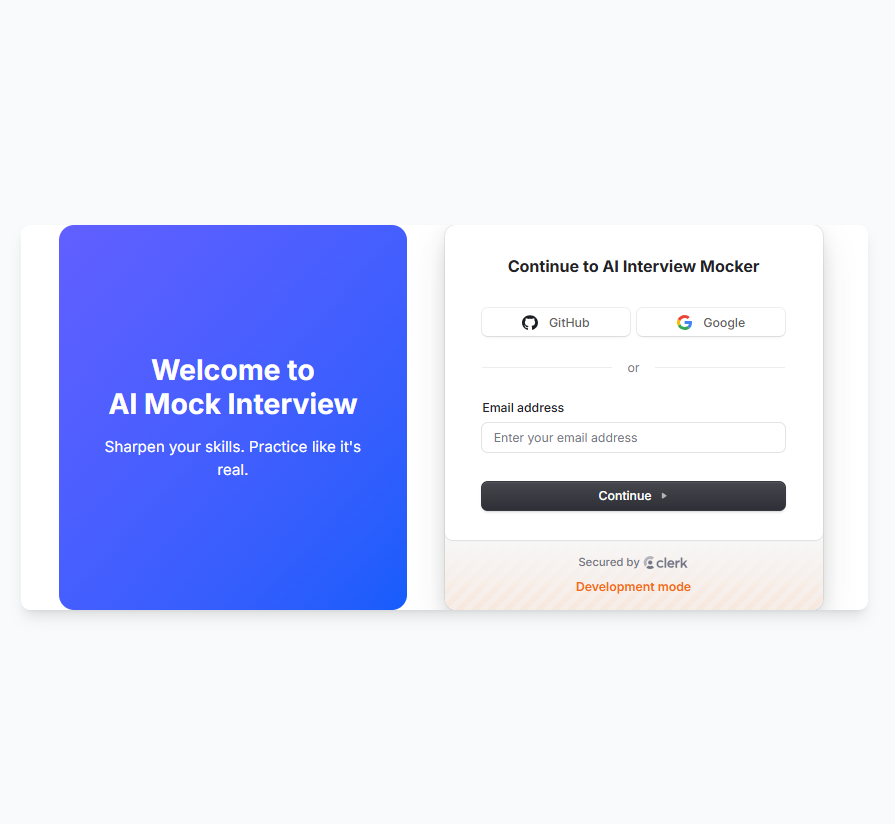 Welcome to
AI Mock Interview
Sharpen your skills. Practice like it's
real.
Continue to AI Interview Mocker
GitHub
Google
or
Email address
Enter your email address
Continue
Secured by clerk
Development mode